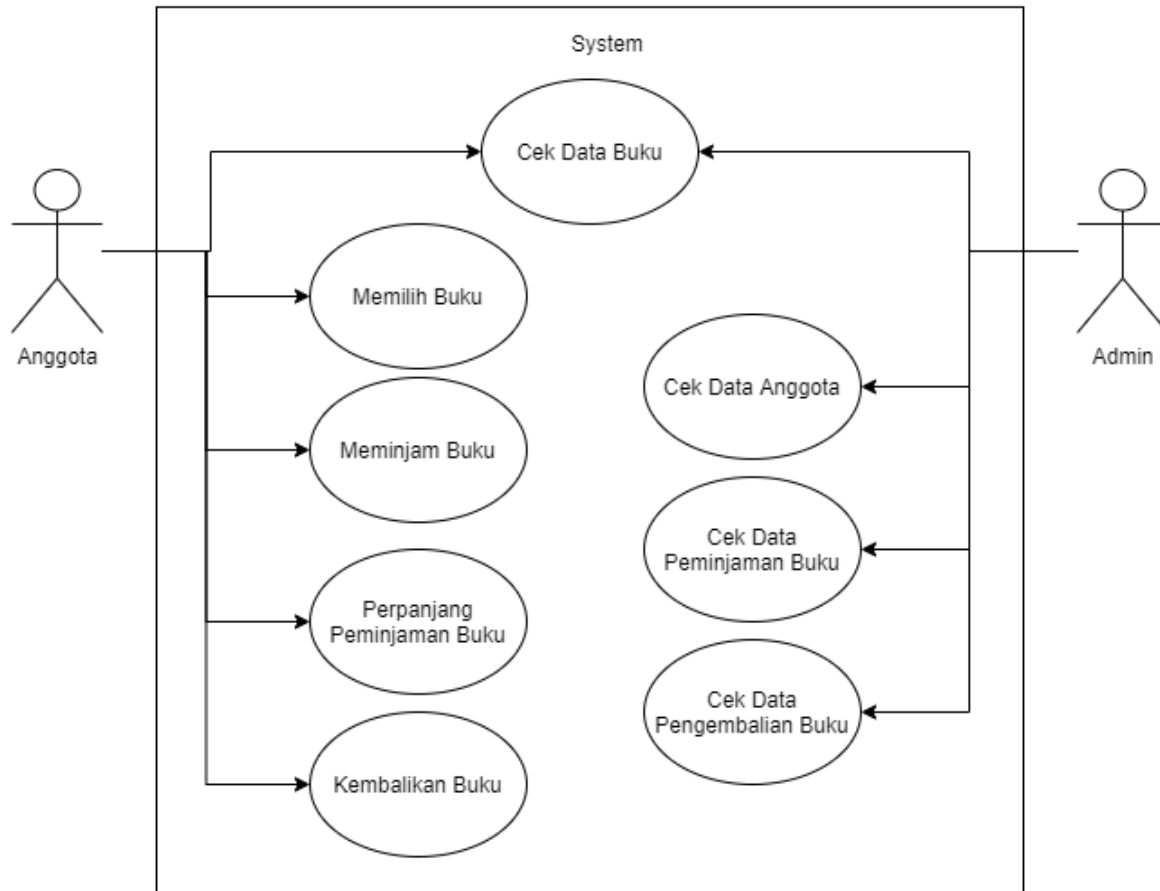 System
Cek Data Buku
Anggota
Memilih Buku
Meminjam Buku
Perpanjang
Peminjaman Buku
Kembalikan Buku
Admin
Cek Data Anggota
Cek Data
Peminjaman Buku
Cek Data
Pengembalian Buku